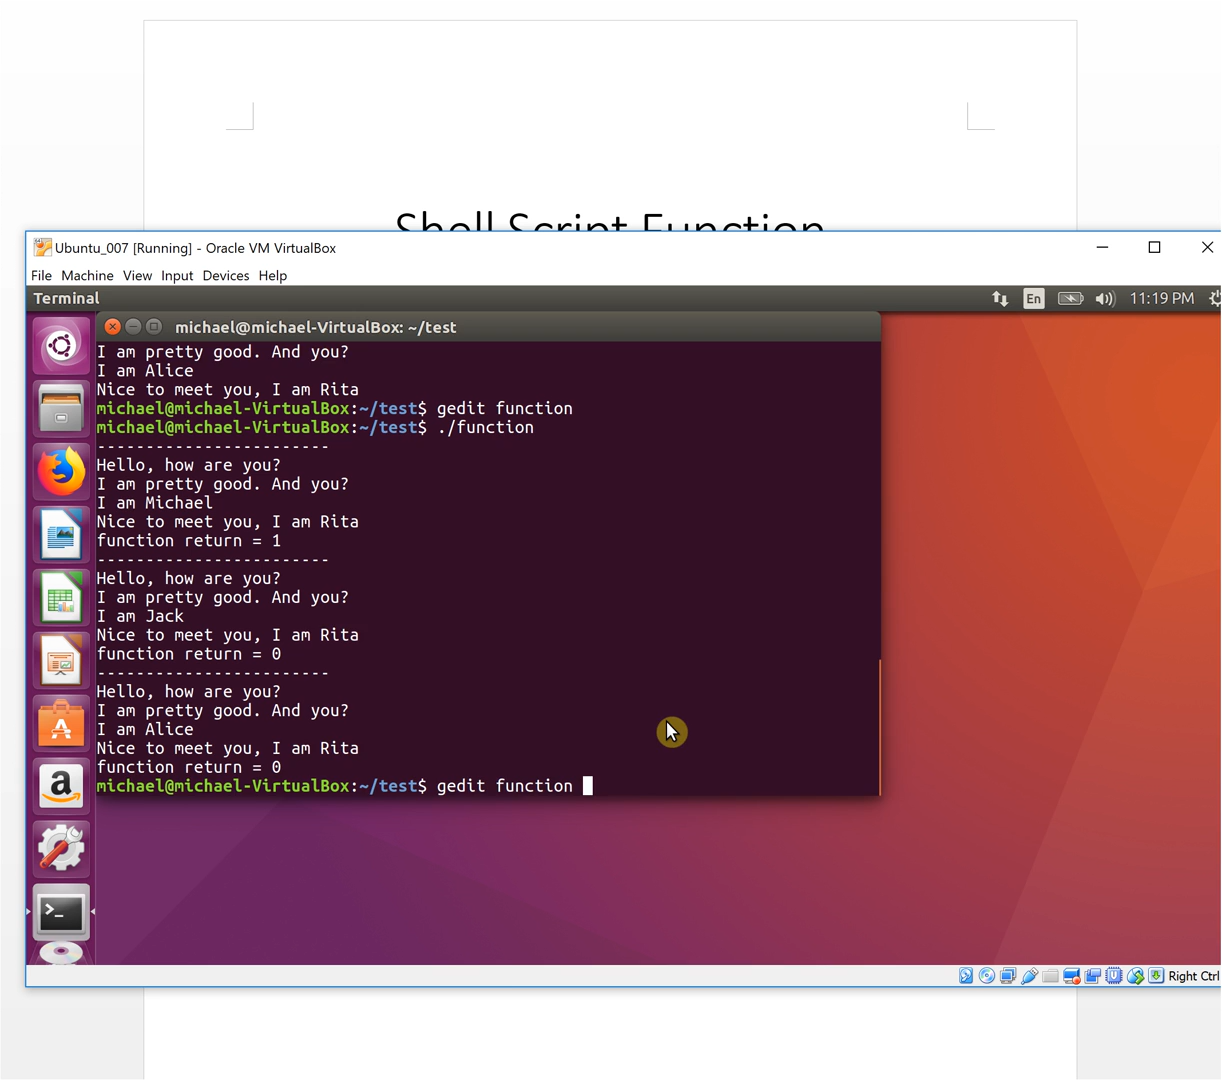 Shell Script Function
Ubuntu_007 [Running] - Oracle VM VirtualBox
File Machine View Input Devices Help
Terminal
En
11:19 PM
michael@michael-VirtualBox: ~/test
I am pretty good. And you?
I am Alice
Nice to meet you, I am Rita
michael@michael-VirtualBox:~/test$ gedit function
michael@michael-VirtualBox:~/test$ ./function
------------------------
Hello, how are you?
I am pretty good. And you?
I am Michael
Nice to meet you, I am Rita
function return = 1
------------------------
Hello, how are you?
I am pretty good. And you?
I am Jack
Nice to meet you, I am Rita
function return = 0
------------------------
Hello, how are you?
I am pretty good. And you?
I am Alice
Nice to meet you, I am Rita
function return = 0
michael@michael-VirtualBox:~/test$ gedit function
Right Ctrl